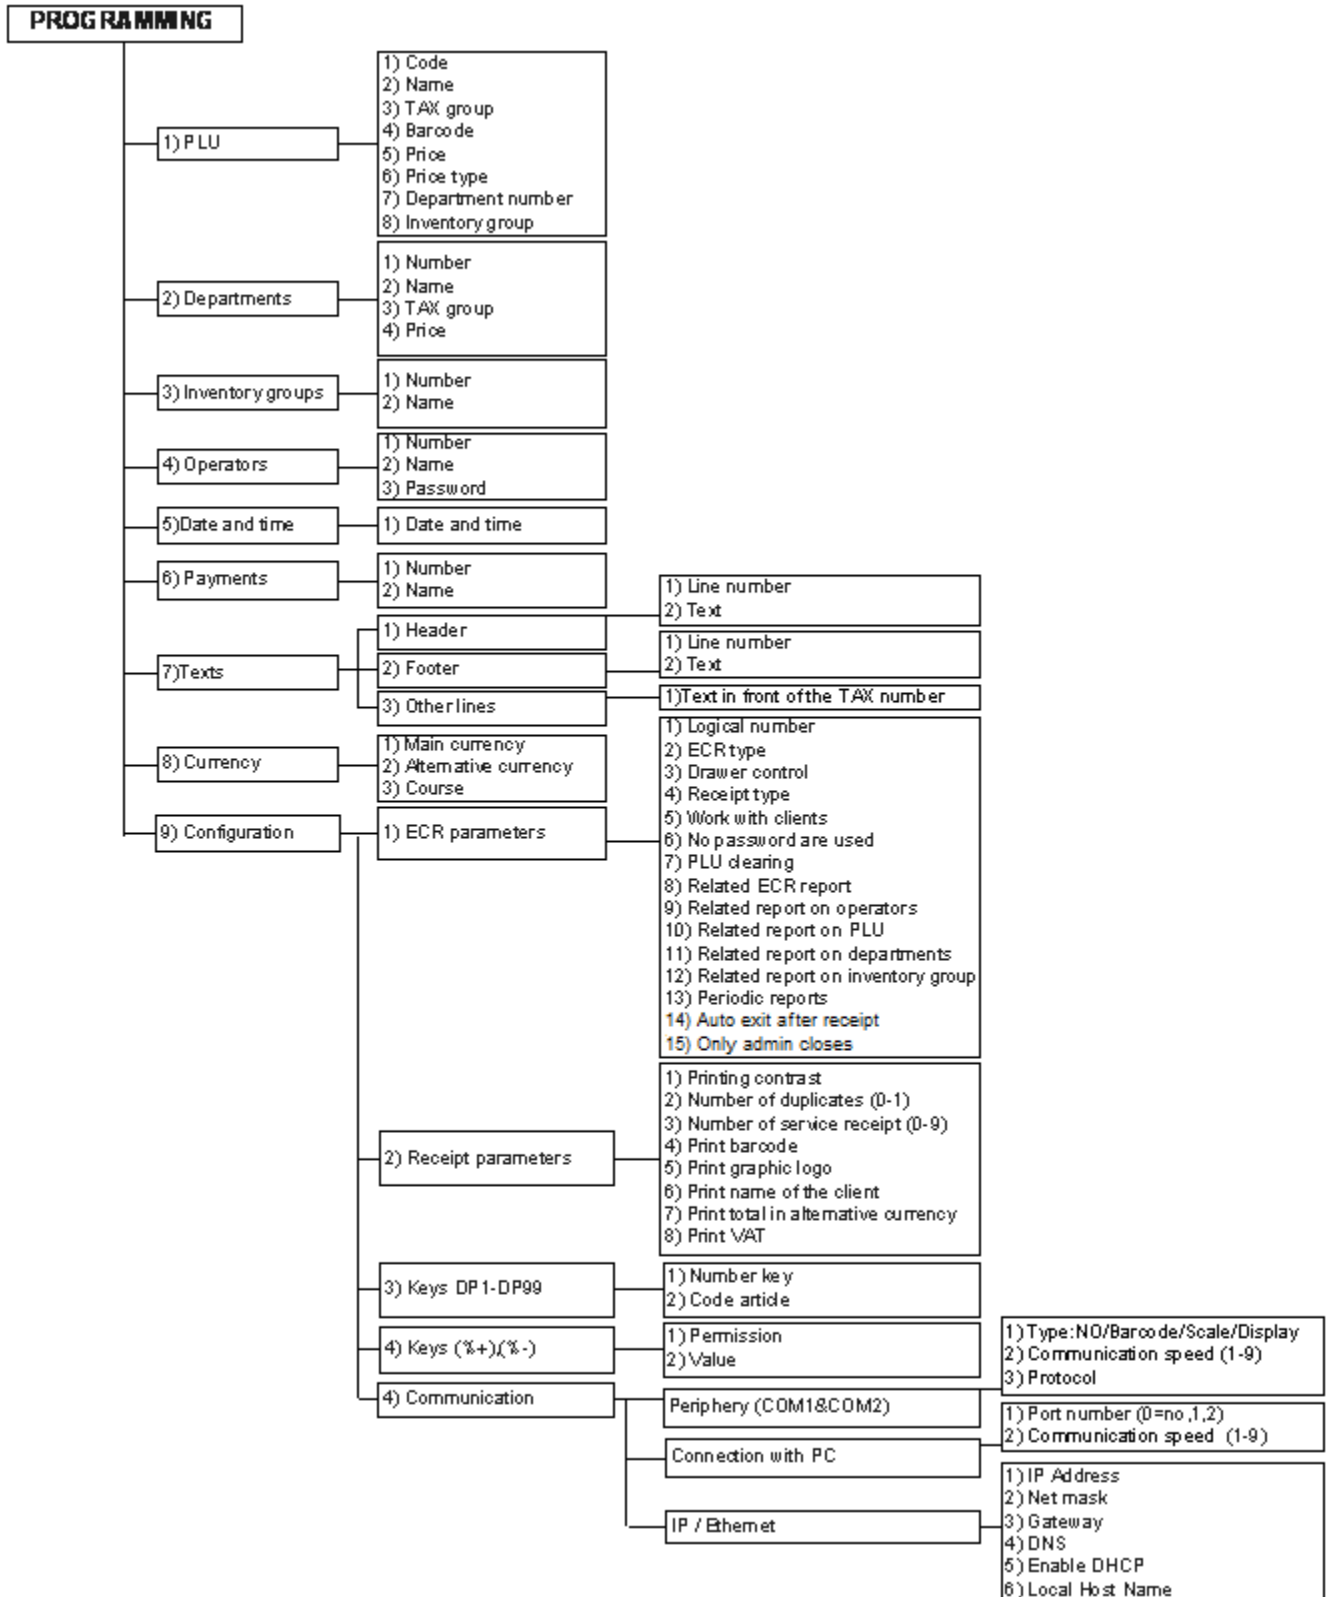 PROGRAMMING
1) PLU
1) Code
2) Name
3) TAX group
4) Barcode
5) Price
6) Price type
7) Department number
8) Inventory group
2) Departments
1) Number
2) Name
3) TAX group
4) Price
3) Inventory groups
1) Number
2) Name
4) Operators
1) Number
2) Name
3) Password
5)Date and time
1) Date and time
6) Payments
1) Number
2) Name
7)Texts
1) Header
1) Line number
2) Text
2) Footer
1) Line number
2) Text
3) Other lines
1)Text in front of the TAX number
8) Currency
1) Main currency
2) Alternative currency
3) Course
9) Configuration
1) ECR parameters
1) Logical number
2) ECR type
3) Drawer control
4) Receipt type
5) Work with clients
6) No password are used
7) PLU clearing
8) Related ECR report
9) Related report on operators
10) Related report on PLU
11) Related report on departments
12) Related report on inventory group
13) Periodic reports
14) Auto exit after receipt
15) Only admin closes
2) Receipt parameters
1) Printing contrast
2) Number of duplicates (0-1)
3) Number of service receipt (0-9)
4) Print barcode
5) Print graphic logo
6) Print name of the client
7) Print total in alternative currency
8) Print VAT
3) Keys DP1-DP99
1) Number key
2) Code article
4) Keys (%+),(%-)
1) Permission
2) Value
4) Communication
Periphery (COM1&COM2)
1) Type:NO/Barcode/Scale/Display
2) Communication speed (1-9)
3) Protocol
Connection with PC
1) Port number (0=no,1,2)
2) Communication speed (1-9)
IP / Ethernet
1) IP Address
2) Net mask
3) Gateway
4) DNS
5) Enable DHCP
6) Local Host Name